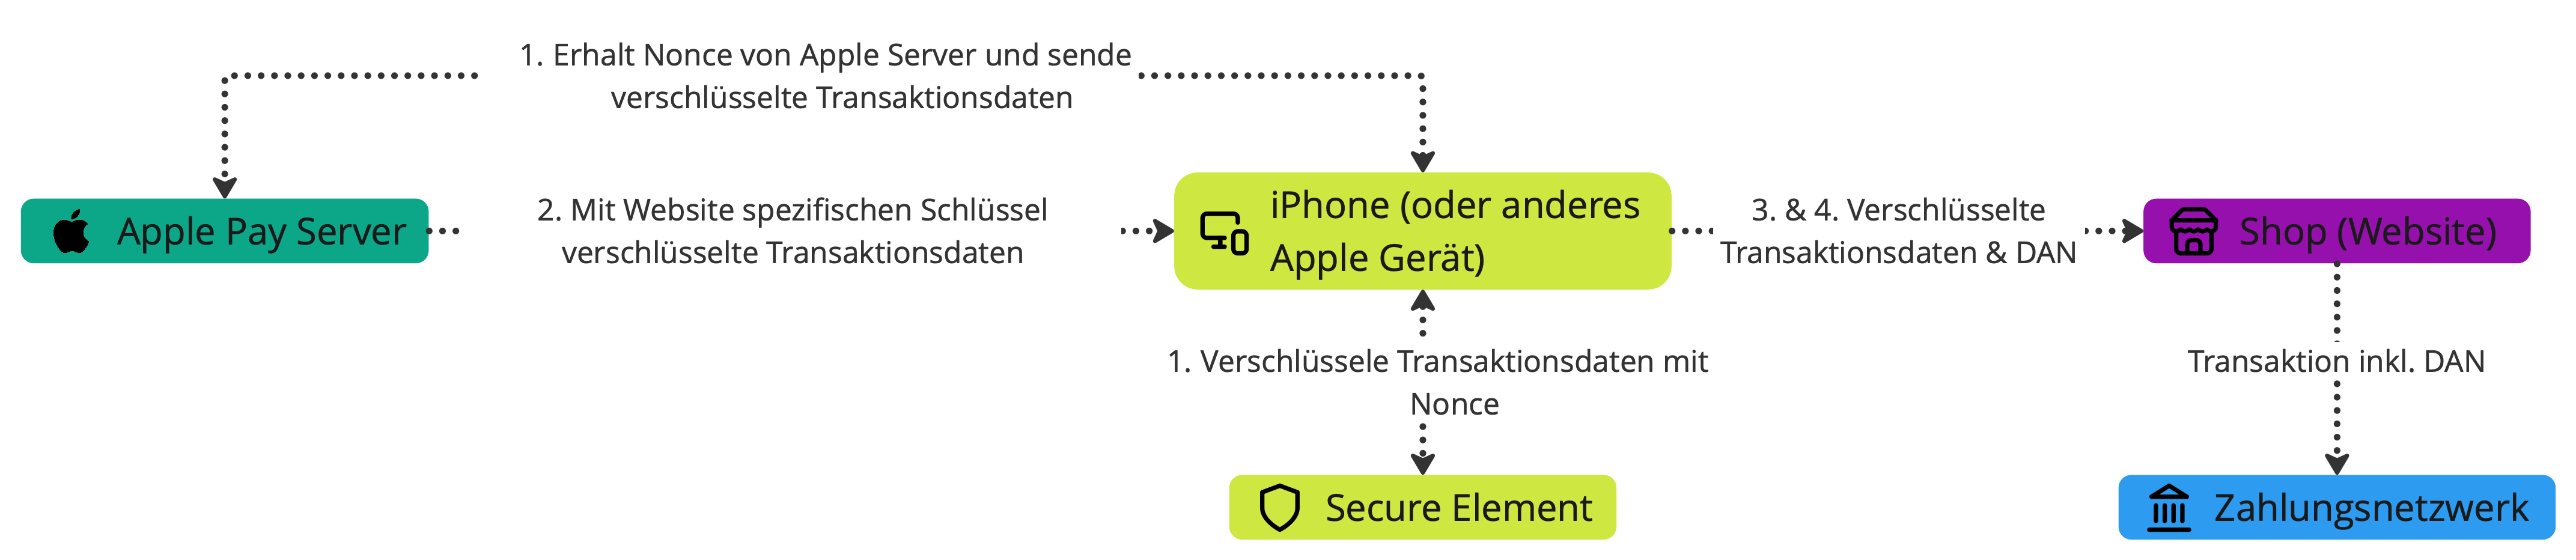 1. Erhalt Nonce von Apple Server und sende
verschlüsselte Transaktionsdaten
Apple Pay Server
2. Mit Website spezifischen Schlüssel
verschlüsselte Transaktionsdaten
iPhone (oder anderes
Apple Gerät)
3. & 4. Verschlüsselte
Transaktionsdaten & DAN
Shop (Website)
1. Verschlüssele Transaktionsdaten mit
Nonce
Transaktion inkl. DAN
Secure Element
Zahlungsnetzwerk